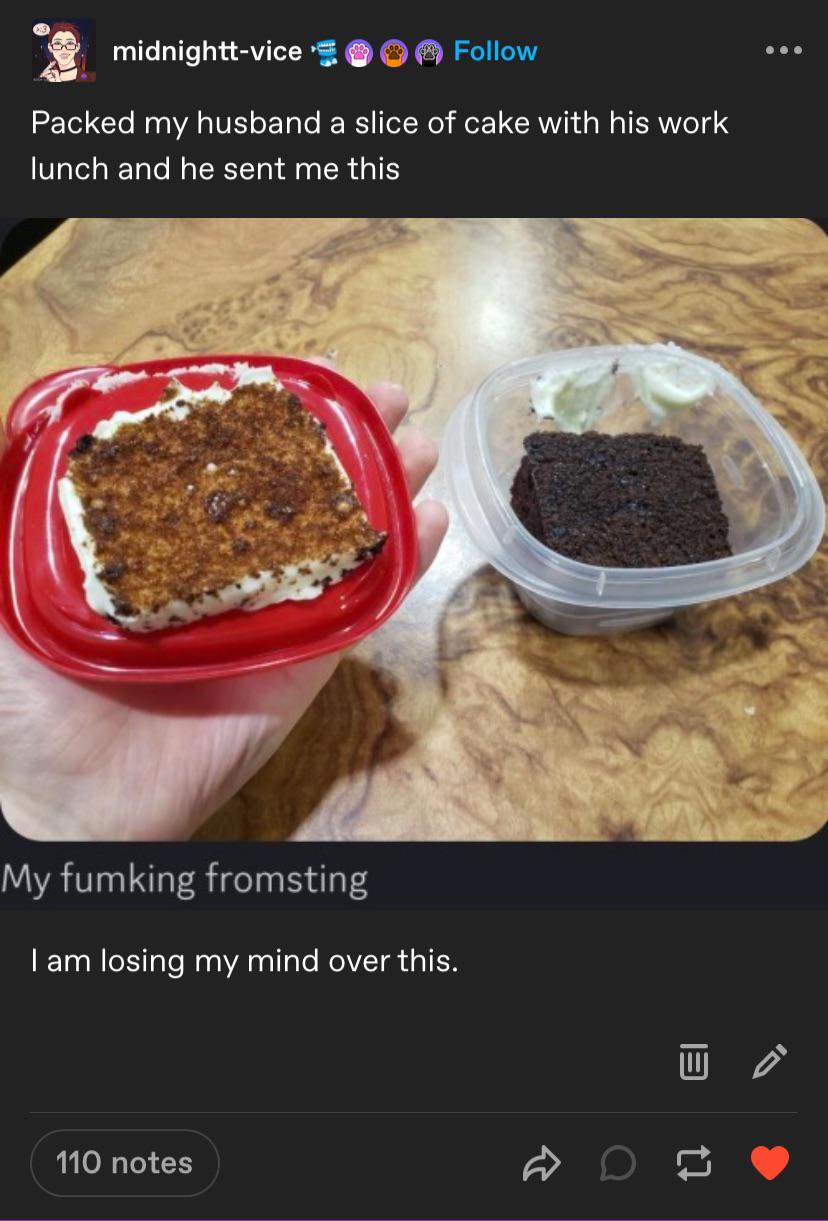 midnightt-vice Follow
Packed my husband a slice of cake with his work
lunch and he sent me this
My fumking fromsting
I am losing my mind over this.
110 notes